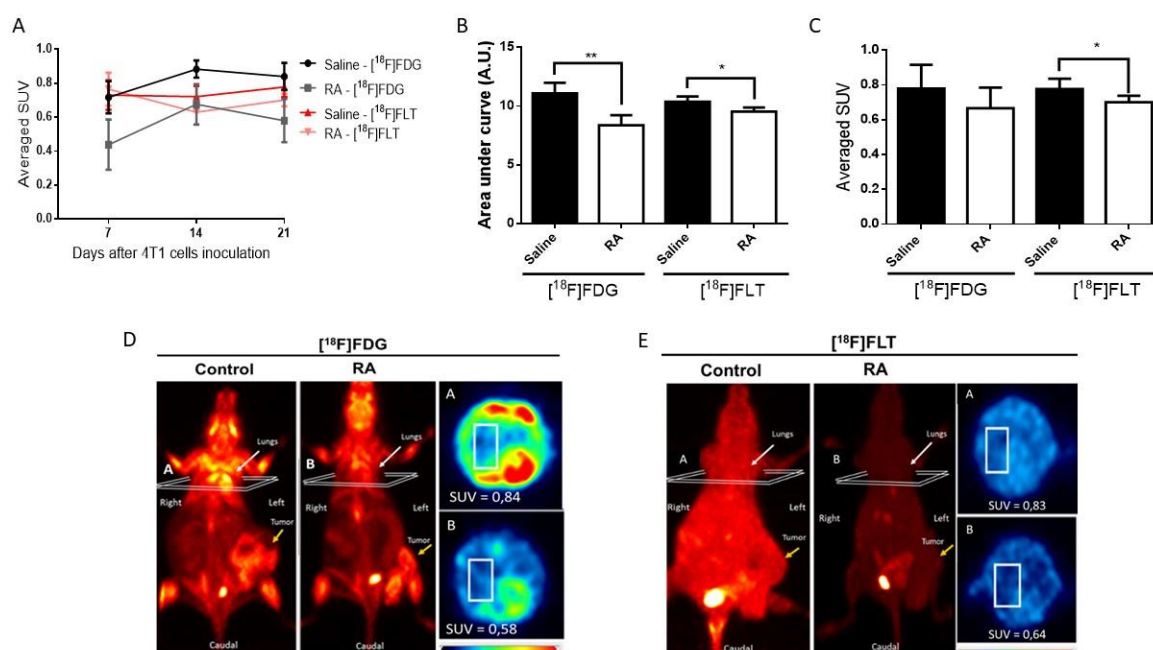 A
1.0
0.8
0.6
0.4
0.2
0.0
Averaged SUV
7
14
21
Days after 4T1 cells inoculation
Saline - [¹⁸F]FDG
RA - [¹⁸F]FDG
Saline - [¹⁸F]FLT
RA - [¹⁸F]FLT
B
Area under curve (A.U.)
15
10
5
0
**
*
Saline
RA
Saline
RA
[¹⁸F]FDG
[¹⁸F]FLT
C
Averaged SUV
1.0
0.8
0.6
0.4
0.2
0.0
*
Saline
RA
Saline
RA
[¹⁸F]FDG
[¹⁸F]FLT
D
[¹⁸F]FDG
Control
RA
A
Lungs
Right
Left
Tumor
Caudal
B
Lungs
Right
Left
Tumor
Caudal
A
SUV = 0,84
B
SUV = 0,58
E
[¹⁸F]FLT
Control
RA
A
Lungs
Right
Left
Tumor
Caudal
B
Lungs
Right
Left
Tumor
Caudal
A
SUV = 0,83
B
SUV = 0,64